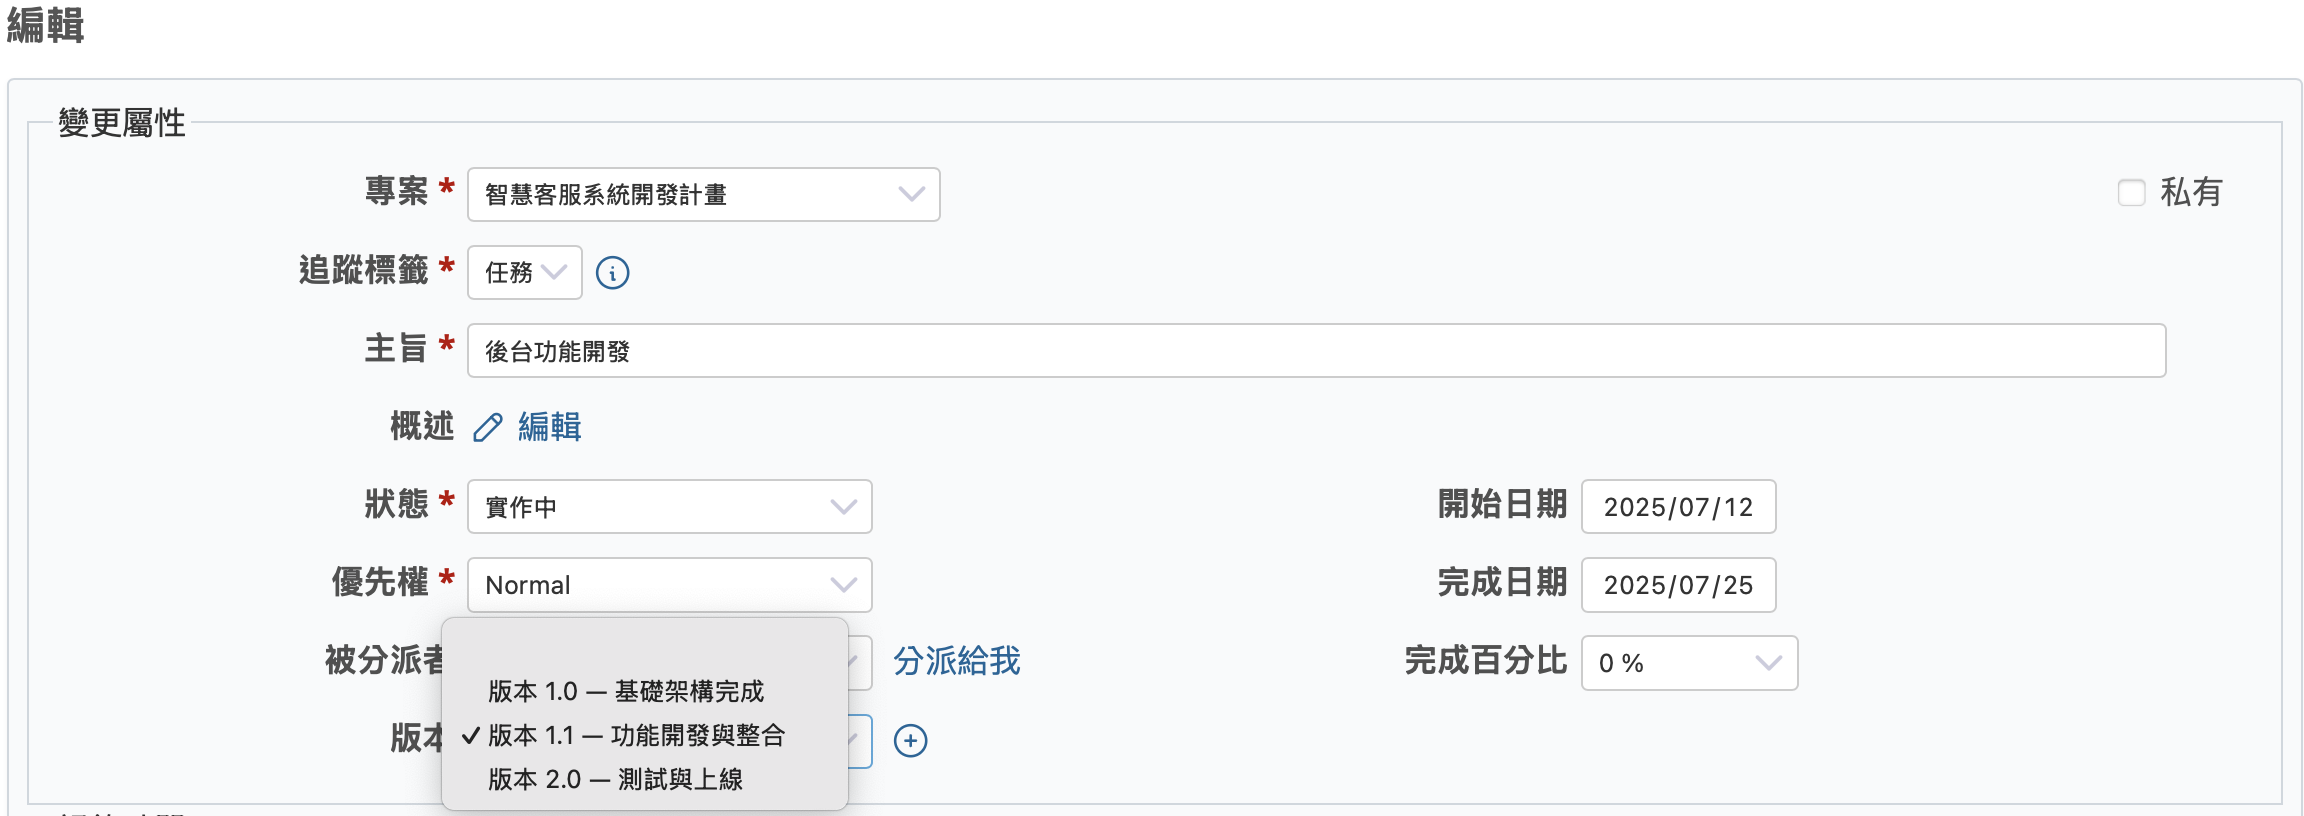 編輯
變更屬性
專案 * 智慧客服系統開發計畫
私有
追蹤標籤 * 任務
主旨 * 後台功能開發
概述 編輯
狀態 * 實作中
開始日期 2025/07/12
優先權 * Normal
完成日期 2025/07/25
被分派者
分派給我
完成百分比 0 %
版本
版本 1.0 — 基礎架構完成
✓ 版本 1.1 — 功能開發與整合
版本 2.0 — 測試與上線